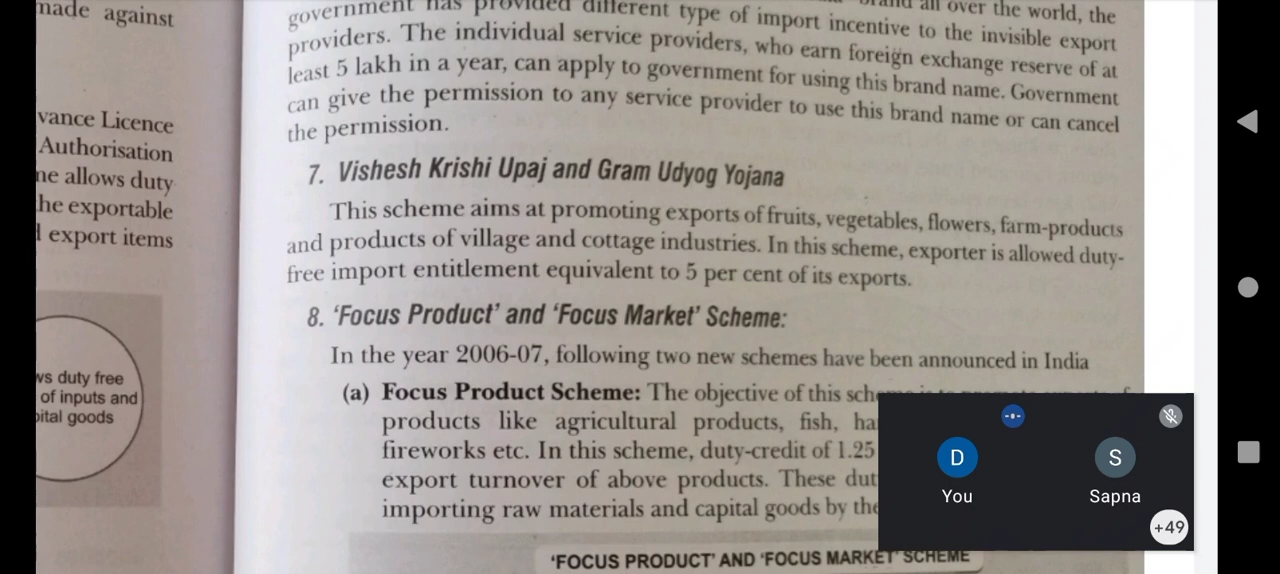 made against
vance Licence
Authorisation
ne allows duty
he exportable
export items
ws duty free
of inputs and
pital goods
all over the world, the
government has provided different type of import incentive to the invisible export
providers. The individual service providers, who earn foreign exchange reserve of at
least 5 lakh in a year, can apply to government for using this brand name. Government
can give the permission to any service provider to use this brand name or can cancel
the permission.
7. Vishesh Krishi Upaj and Gram Udyog Yojana
This scheme aims at promoting exports of fruits, vegetables, flowers, farm-products
and products of village and cottage industries. In this scheme, exporter is allowed duty-
free import entitlement equivalent to 5 per cent of its exports.
8. 'Focus Product' and 'Focus Market' Scheme:
In the year 2006-07, following two new schemes have been announced in India
(a) Focus Product Scheme: The objective of this
products like agricultural products, fish, ha
fireworks etc. In this scheme, duty-credit of 1.25
export turnover of above products. These dut
importing raw materials and capital goods by the
'FOCUS PRODUCT' AND 'FOCUS MARKET' SCHEME
D
You
S
Sapna
+49